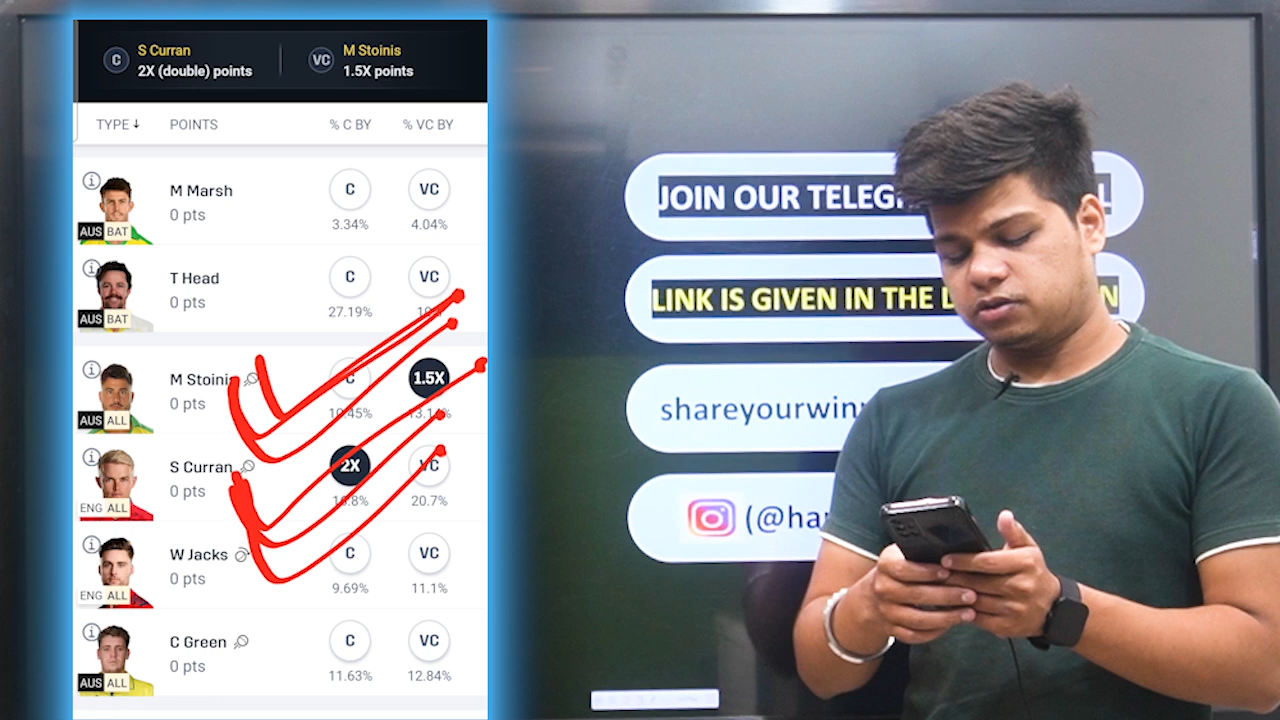 C S Curran VC M Stoinis
2X (double) points 1.5X points
TYPE↓ POINTS % C BY % VC BY
M Marsh C VC
0 pts 3.34% 4.04%
AUS BAT
T Head C VC
0 pts 27.19%
AUS BAT
M Stoinis C 1.5X
0 pts
AUS ALL
S Curran 2X VC
0 pts 20.7%
ENG ALL
W Jacks C VC
0 pts 9.69% 11.1%
ENG ALL
C Green C VC
0 pts 11.63% 12.84%
AUS ALL
JOIN OUR TELEG
LINK IS GIVEN IN THE D N
shareyourwin
(@ha